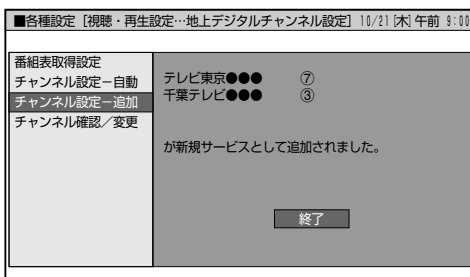 ■各種設定［視聴・再生設定…地上デジタルチャンネル設定］ 10/21［木］午前 9:00
番組表取得設定
チャンネル設定－自動
チャンネル設定－追加
チャンネル確認／変更
テレビ東京●●● ⑦
千葉テレビ●●● ③
が新規サービスとして追加されました。
終了